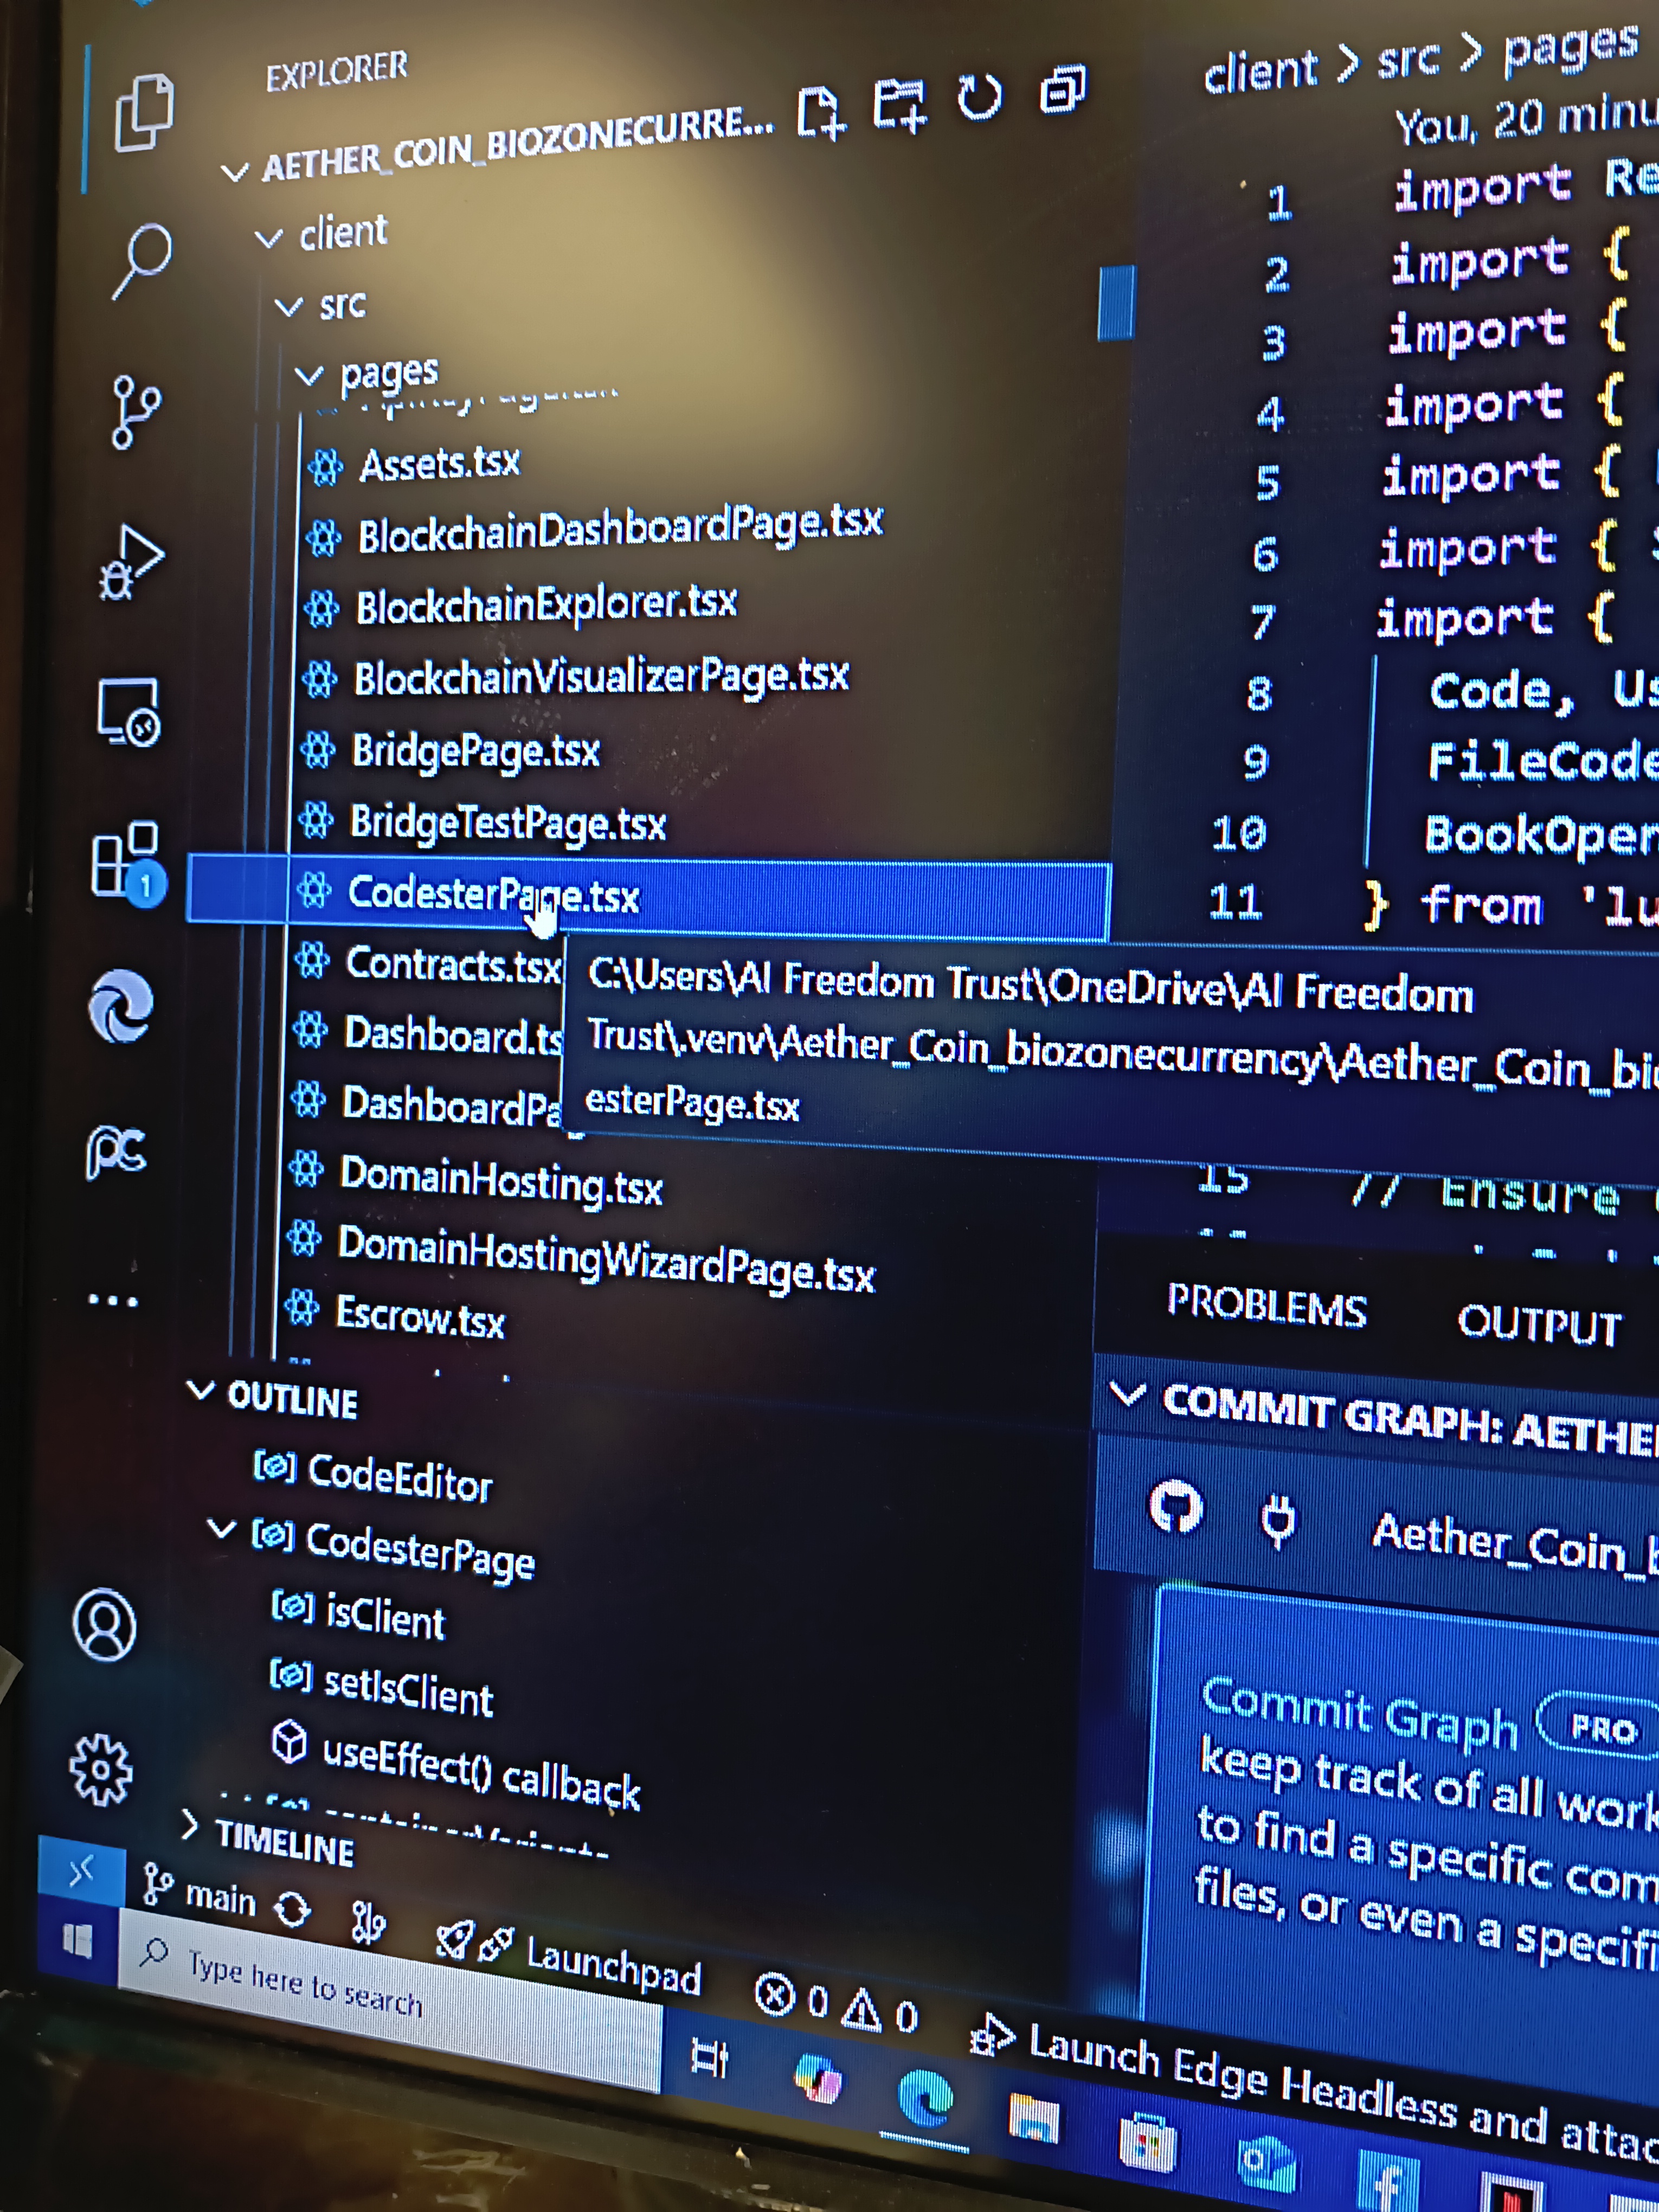 EXPLORER
AETHER_COIN_BIOZONECURRE...
client
src
pages
Assets.tsx
BlockchainDashboardPage.tsx
BlockchainExplorer.tsx
BlockchainVisualizerPage.tsx
BridgePage.tsx
BridgeTestPage.tsx
CodesterPage.tsx
Contracts.tsx
Dashboard.ts
DashboardPa
DomainHosting.tsx
DomainHostingWizardPage.tsx
Escrow.tsx
C:\Users\AI Freedom Trust\OneDrive\AI Freedom
Trust\.venv\Aether_Coin_biozonecurrency\Aether_Coin_bio
esterPage.tsx
OUTLINE
CodeEditor
CodesterPage
isClient
setIsClient
useEffect() callback
TIMELINE
client > src > pages
You, 20 minu
1 import Re
2 import {
3 import {
4 import {
5 import {
6 import {
7 import {
8 Code, Us
9 FileCode
10 BookOpen
11 } from 'lu
15 // Ensure
PROBLEMS OUTPUT
COMMIT GRAPH: AETHE
Aether_Coin_b
Commit Graph PRO
keep track of all work
to find a specific com
files, or even a specifi
1
main Launchpad 0 0 Launch Edge Headless and attac
Type here to search